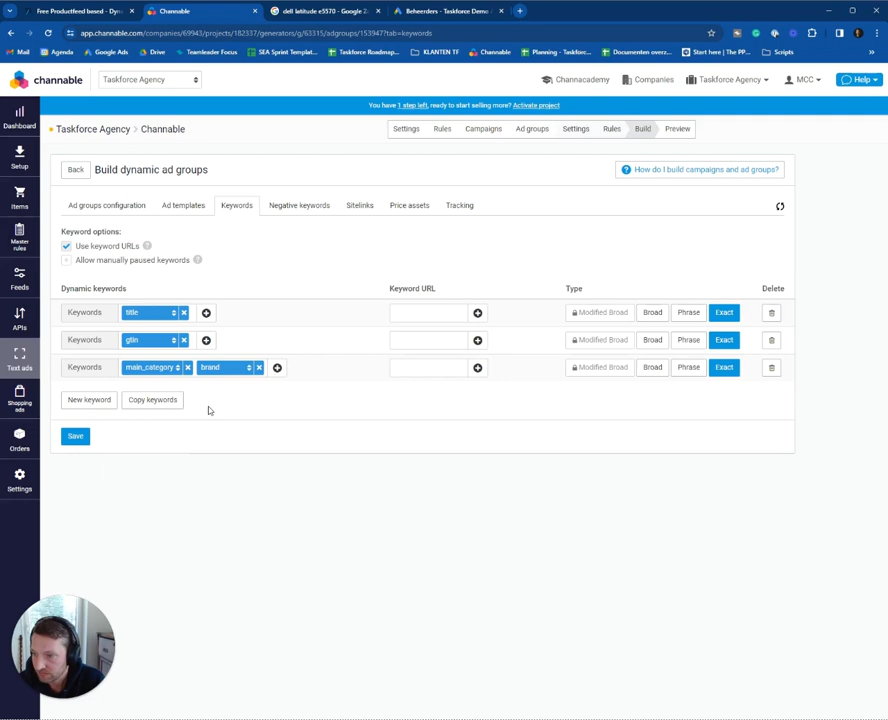 Free Productfeed based - Dyn
Channable
dell latitude e5570 - Google Z
Beheerders - Taskforce Demo
app.channable.com/companies/69943/projects/182337/generators/g/63315/adgroups/153947?tab=keywords
Mail
Agenda
Google Ads
Drive
Teamleader Focus
SEA Sprint Templat...
Taskforce Roadmap...
KLANTEN TF
Channable
Planning - Taskforc...
Documenten overz...
Start here | The PP...
Scripts
channable
Taskforce Agency
Channacademy
Companies
Taskforce Agency
MCC
Help
You have 1 step left, ready to start selling more? Activate project
Dashboard
Setup
Items
Master rules
Feeds
APIs
Text ads
Shopping ads
Orders
Settings
Taskforce Agency > Channable
Settings
Rules
Campaigns
Ad groups
Settings
Rules
Build
Preview
Back
Build dynamic ad groups
How do I build campaigns and ad groups?
Ad groups configuration
Ad templates
Keywords
Negative keywords
Sitelinks
Price assets
Tracking
Keyword options:
Use keyword URLs
Allow manually paused keywords
Dynamic keywords
Keyword URL
Type
Delete
Keywords title Modified Broad Broad Phrase Exact
Keywords gtin Modified Broad Broad Phrase Exact
Keywords main_category brand Modified Broad Broad Phrase Exact
New keyword
Copy keywords
Save